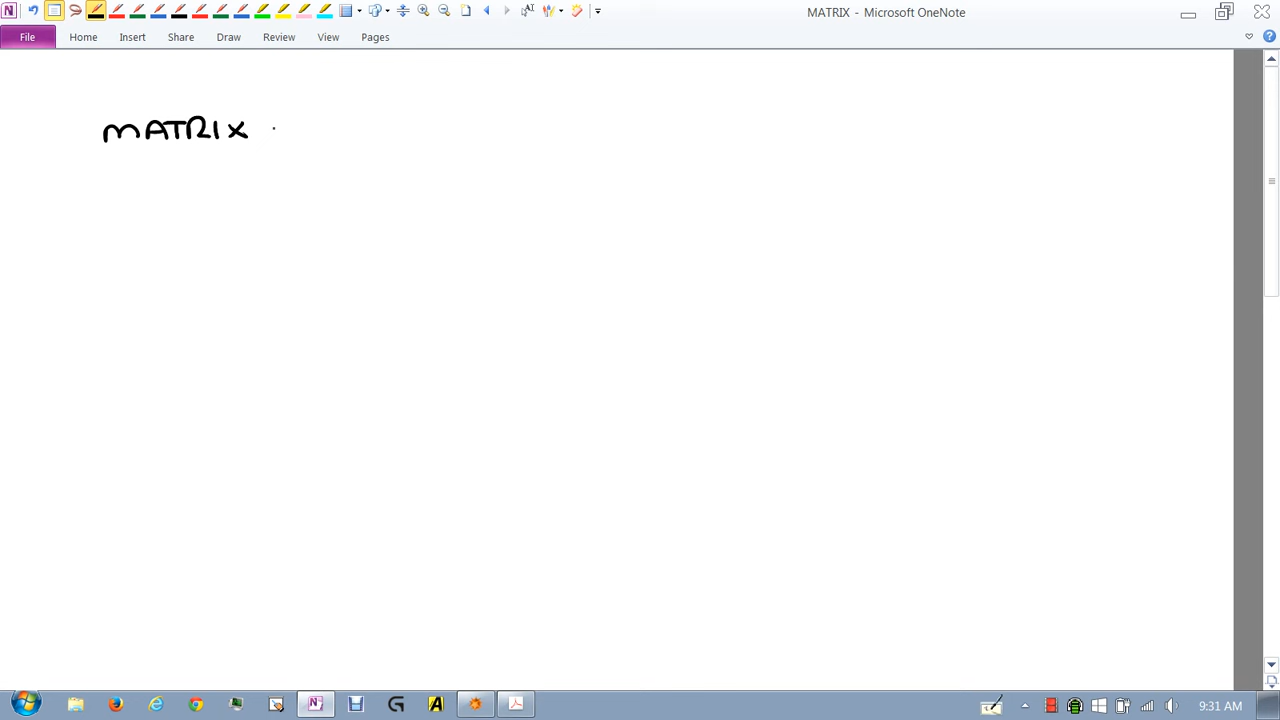 MATRIX - Microsoft OneNote
File Home Insert Share Draw Review View Pages
MATRIX
9:31 AM